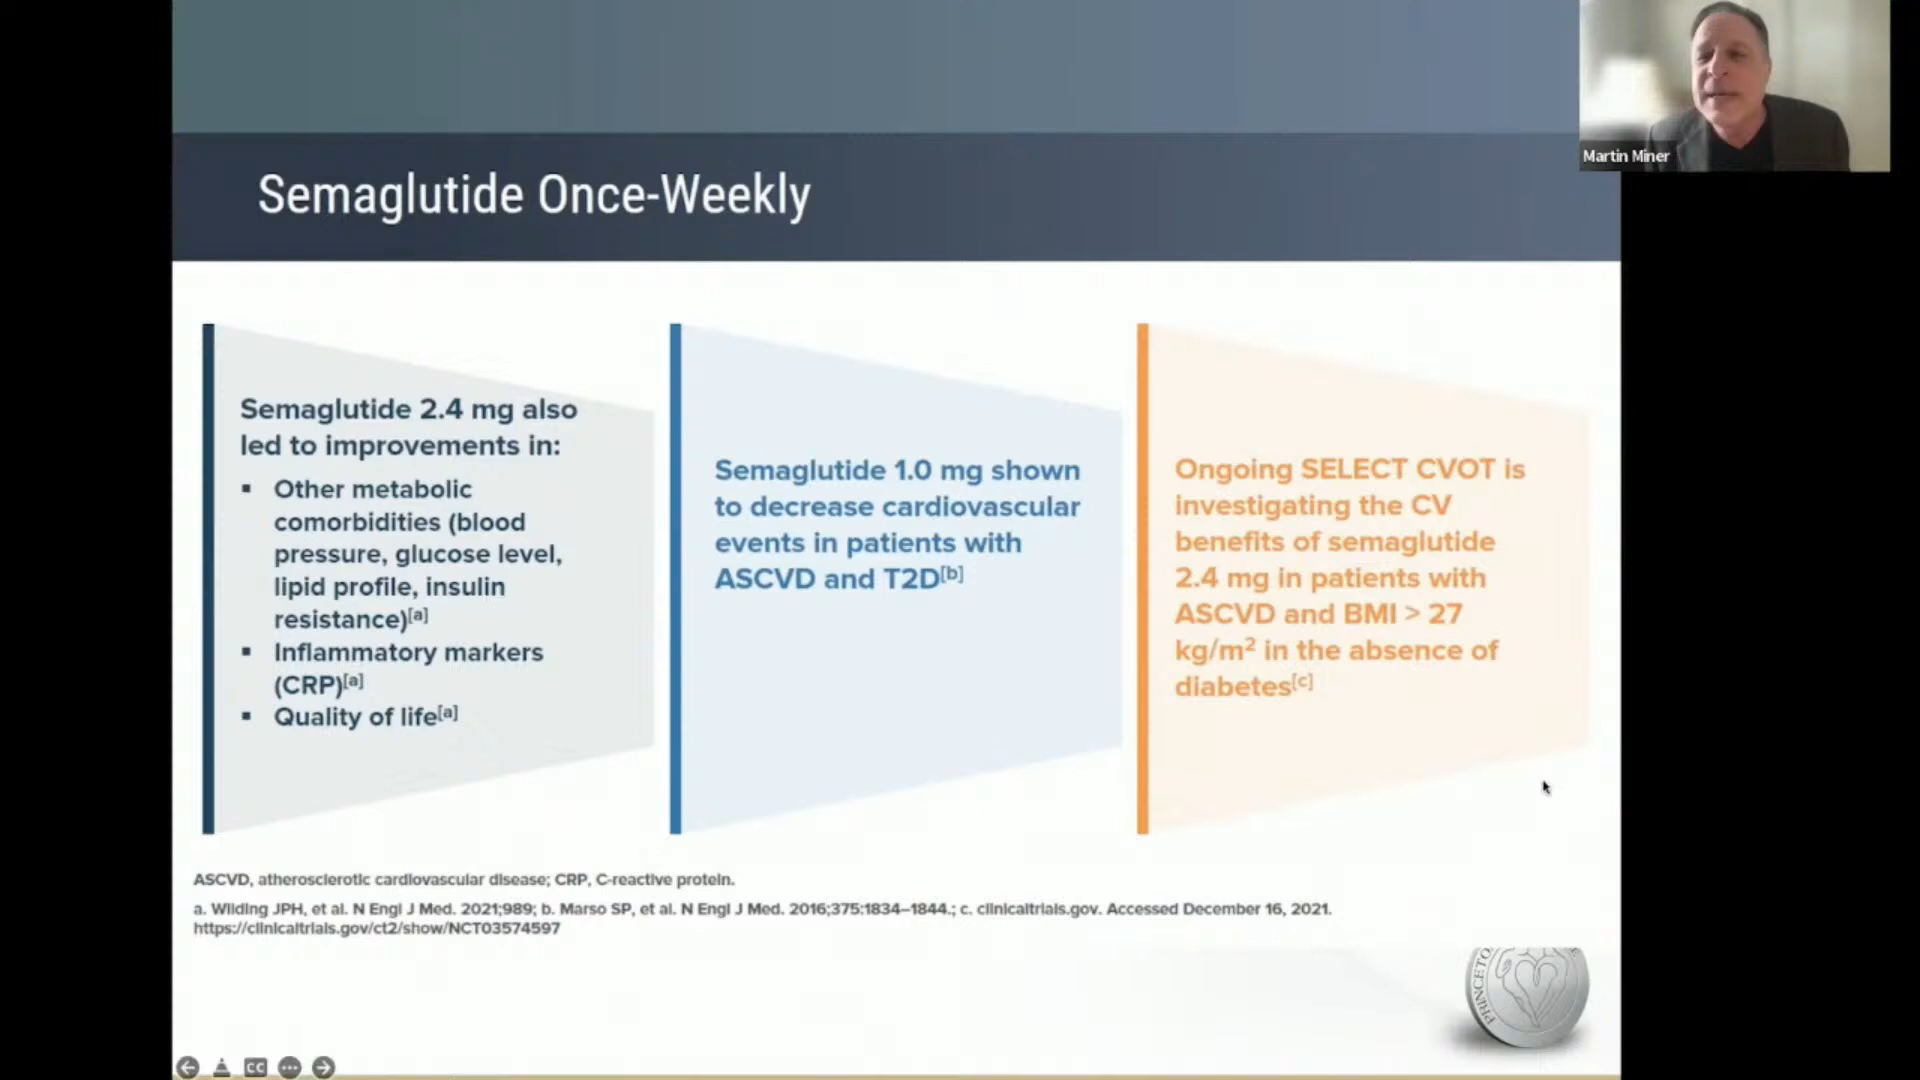 Martin Miner
Semaglutide Once-Weekly
Semaglutide 2.4 mg also
led to improvements in:
▪ Other metabolic
comorbidities (blood
pressure, glucose level,
lipid profile, insulin
resistance)[a]
▪ Inflammatory markers
(CRP)[a]
▪ Quality of life[a]
Semaglutide 1.0 mg shown
to decrease cardiovascular
events in patients with
ASCVD and T2D[b]
Ongoing SELECT CVOT is
investigating the CV
benefits of semaglutide
2.4 mg in patients with
ASCVD and BMI > 27
kg/m² in the absence of
diabetes[c]
ASCVD, atherosclerotic cardiovascular disease; CRP, C-reactive protein.
a. Wilding JPH, et al. N Engl J Med. 2021;989; b. Marso SP, et al. N Engl J Med. 2016;375:1834–1844.; c. clinicaltrials.gov. Accessed December 16, 2021.
https://clinicaltrials.gov/ct2/show/NCT03574597
CC